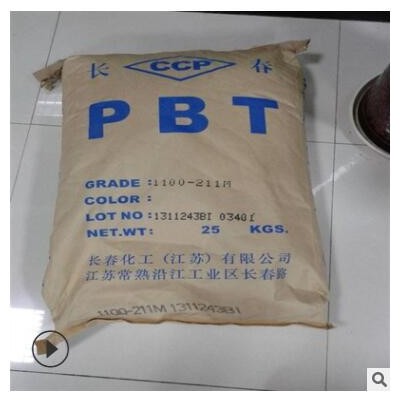 长 CCP 春
PBT
GRADE :1100-211M
COLOR :
LOT NO :1311243BI 0340f
NET.WT: 25 KGS.
长春化工(江苏)有限公司
江苏常熟沿江工业区长春路
1100-211M 1311243BI